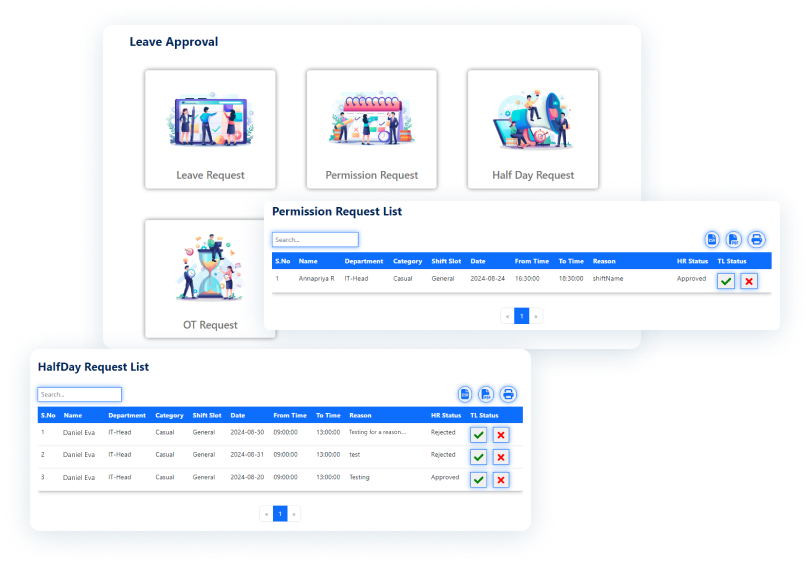 Leave Approval
Leave Request
Permission Request
Half Day Request
OT Request
Permission Request List
Search...
S.No Name Department Category Shift Slot Date From Time To Time Reason HR Status TL Status
1 Annapriya R IT-Head Casual General 2024-08-24 16:30:00 18:30:00 shiftName Approved
« 1 »
HalfDay Request List
Search...
S.No Name Department Category Shift Slot Date From Time To Time Reason HR Status TL Status
1 Daniel Eva IT-Head Casual General 2024-08-30 09:00:00 13:00:00 Testing for a reason... Rejected
2 Daniel Eva IT-Head Casual General 2024-08-31 09:00:00 13:00:00 test Rejected
3 Daniel Eva IT-Head Casual General 2024-08-20 09:00:00 13:00:00 Testing Approved
« 1 »